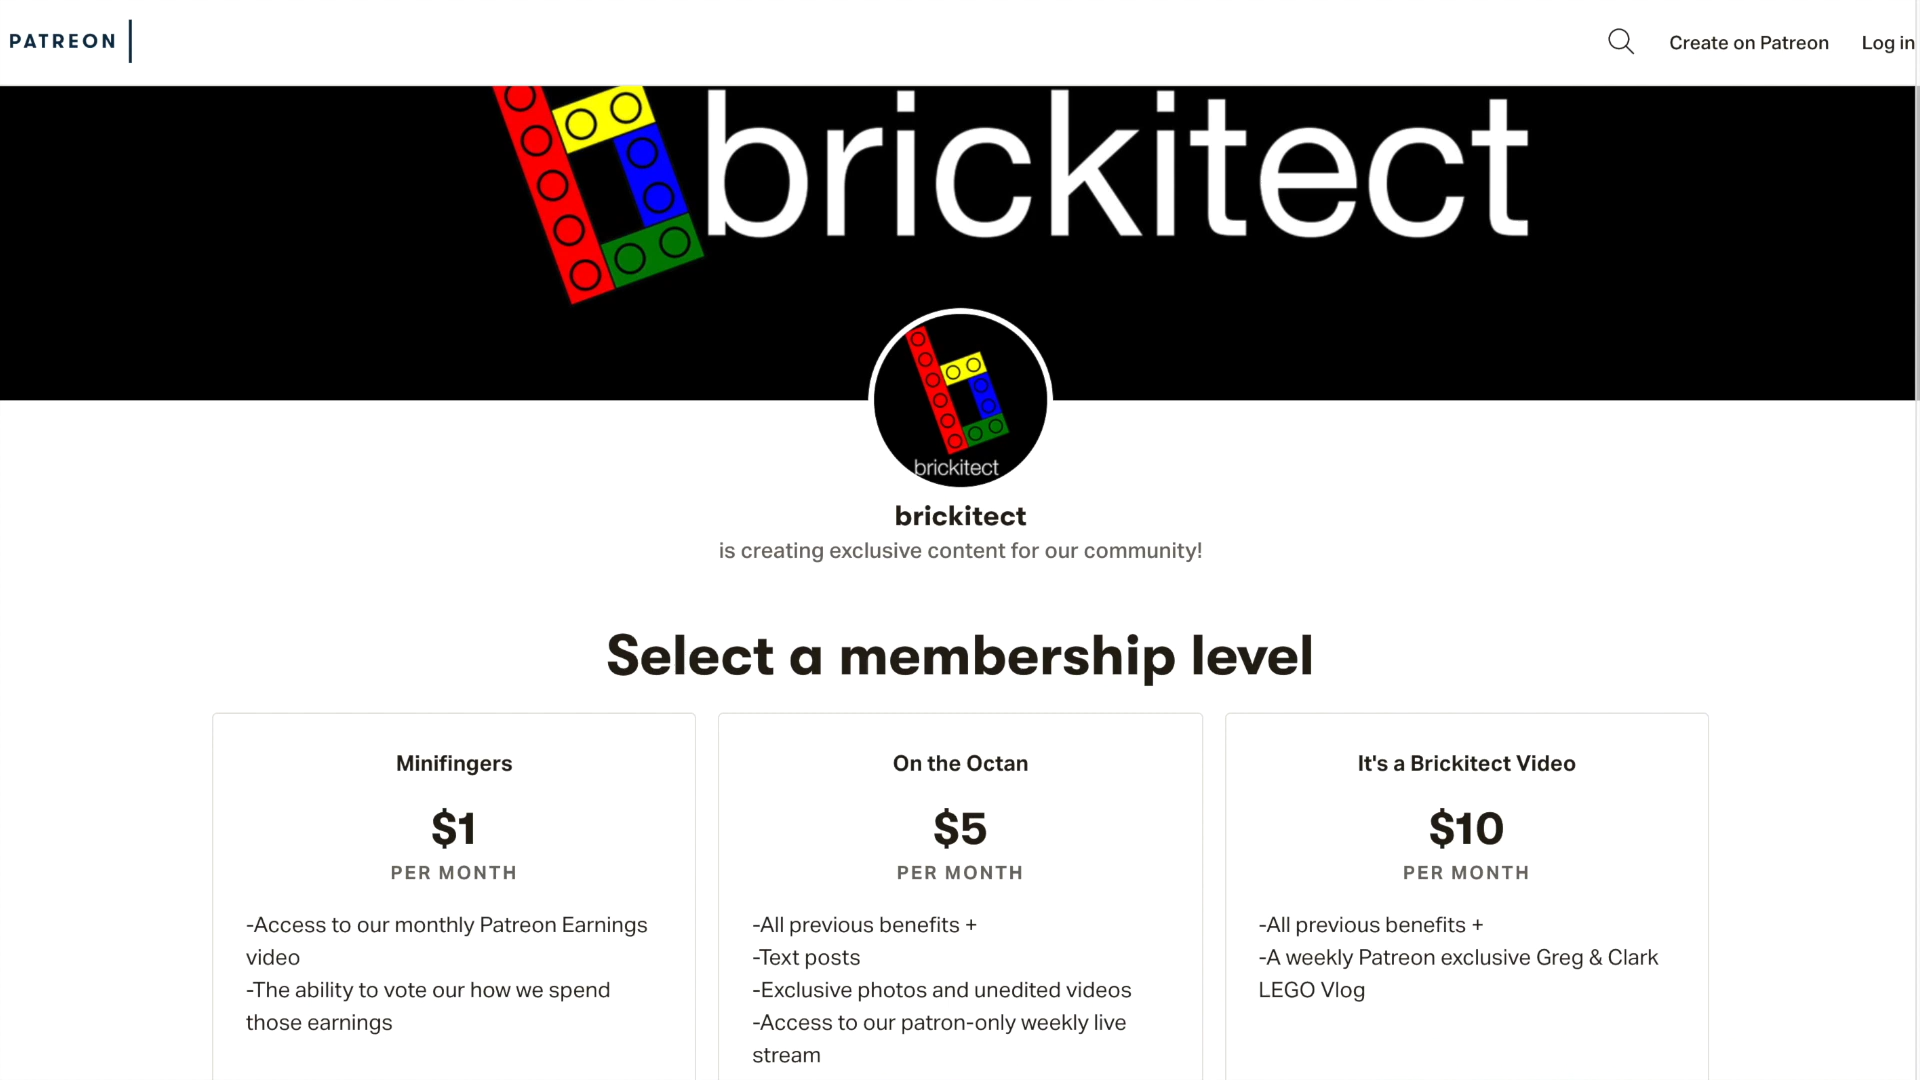 PATREON
Create on Patreon
Log in
brickitect
brickitect
brickitect
is creating exclusive content for our community!
Select a membership level
Minifingers
$1
PER MONTH
-Access to our monthly Patreon Earnings
video
-The ability to vote our how we spend
those earnings
On the Octan
$5
PER MONTH
-All previous benefits +
-Text posts
-Exclusive photos and unedited videos
-Access to our patron-only weekly live
stream
It's a Brickitect Video
$10
PER MONTH
-All previous benefits +
-A weekly Patreon exclusive Greg & Clark
LEGO Vlog